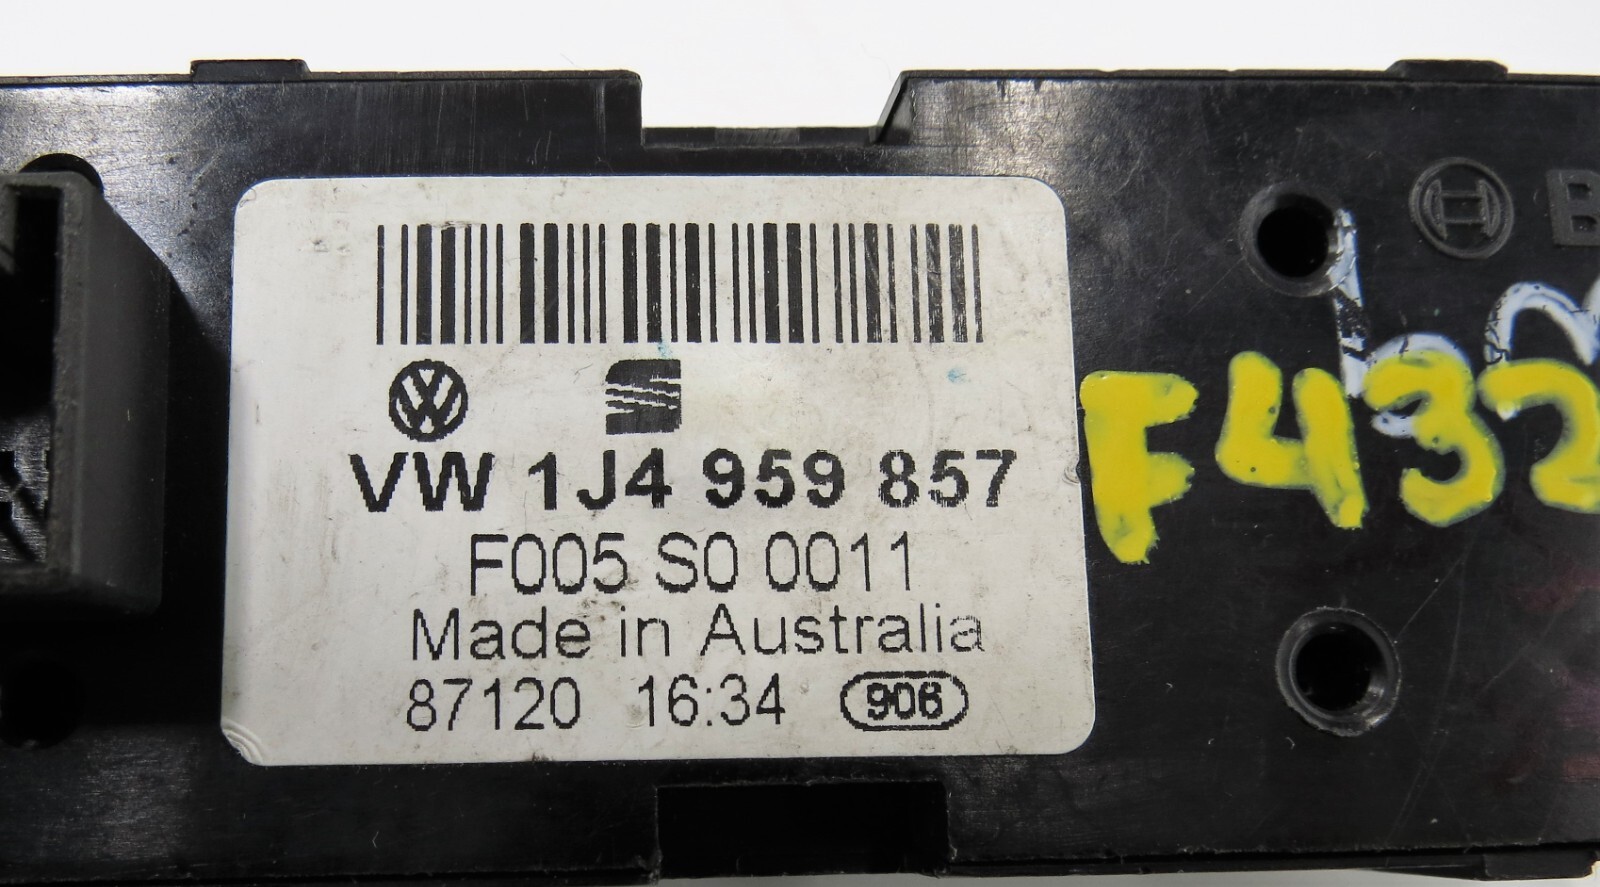 VW 1J4 959 857
F005 S0 0011
Made in Australia
87120 16:34 906
F432